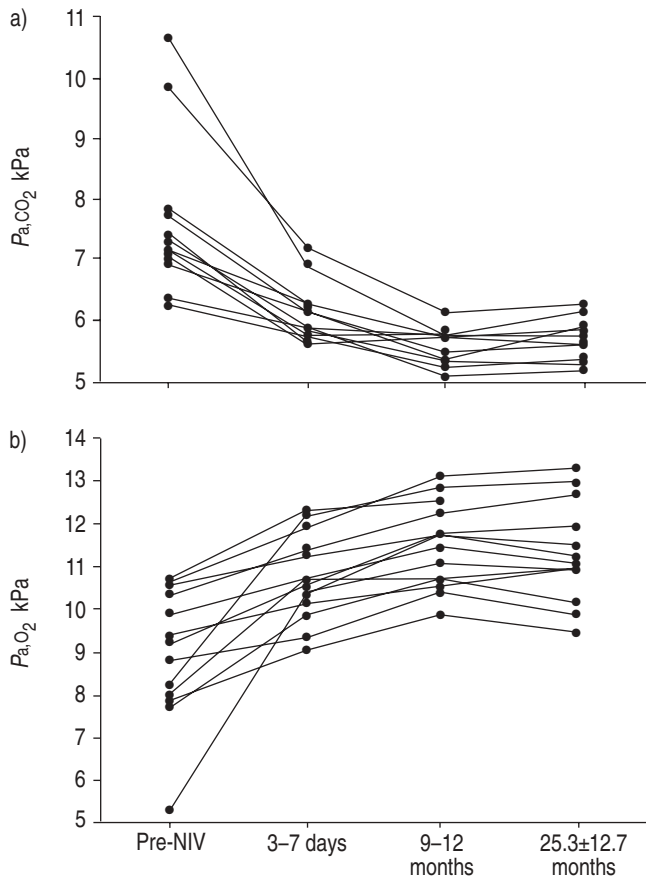 a)
11
10
9
8
7
6
5
Pa,CO2 kPa
b)
14
13
12
11
10
9
8
7
6
5
Pa,O2 kPa
Pre-NIV
3–7 days
9–12
months
25.3±12.7
months